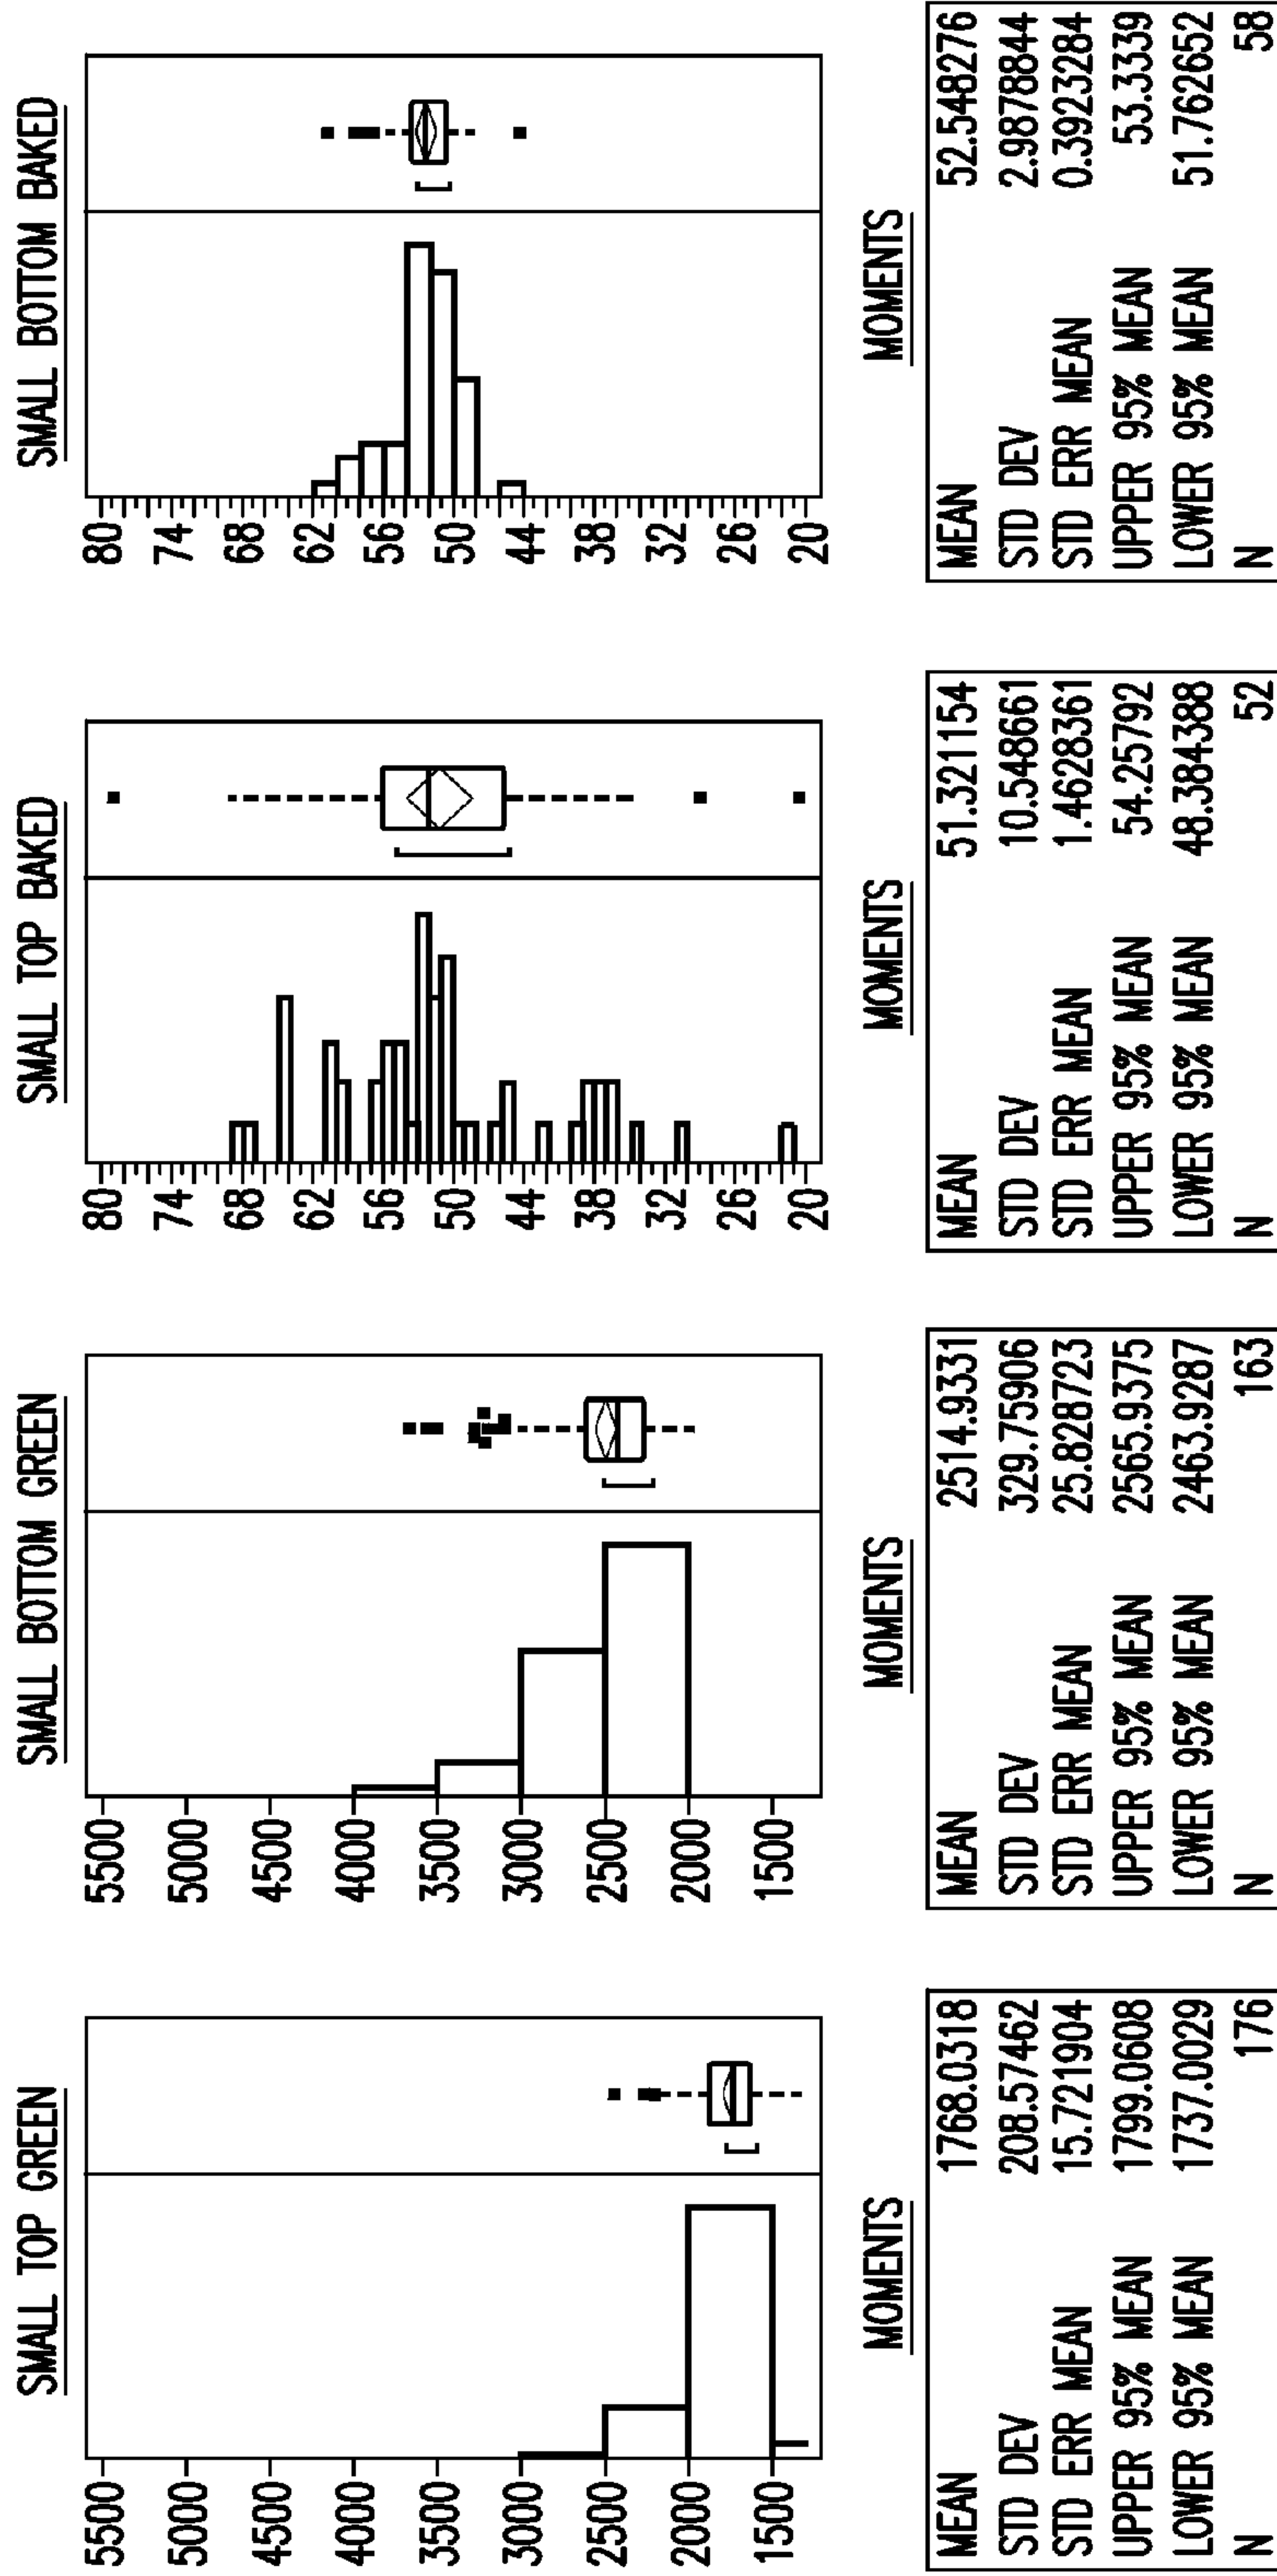 SMALL TOP GREEN
5500
5000
4500
4000
3500
3000
2500
2000
1500
MOMENTS
MEAN 1768.0318
STD DEV 208.57462
STD ERR MEAN 15.721904
UPPER 95% MEAN 1799.0608
LOWER 95% MEAN 1737.0029
N 176
SMALL BOTTOM GREEN
5500
5000
4500
4000
3500
3000
2500
2000
1500
MOMENTS
MEAN 2514.9331
STD DEV 329.75906
STD ERR MEAN 25.828723
UPPER 95% MEAN 2565.9375
LOWER 95% MEAN 2463.9287
N 163
SMALL TOP BAKED
80
74
68
62
56
50
44
38
32
26
20
MOMENTS
MEAN 51.321154
STD DEV 10.548661
STD ERR MEAN 1.4628361
UPPER 95% MEAN 54.25792
LOWER 95% MEAN 48.384388
N 52
SMALL BOTTOM BAKED
80
74
68
62
56
50
44
38
32
26
20
MOMENTS
MEAN 52.548276
STD DEV 2.9878844
STD ERR MEAN 0.3923284
UPPER 95% MEAN 53.3339
LOWER 95% MEAN 51.762652
N 58